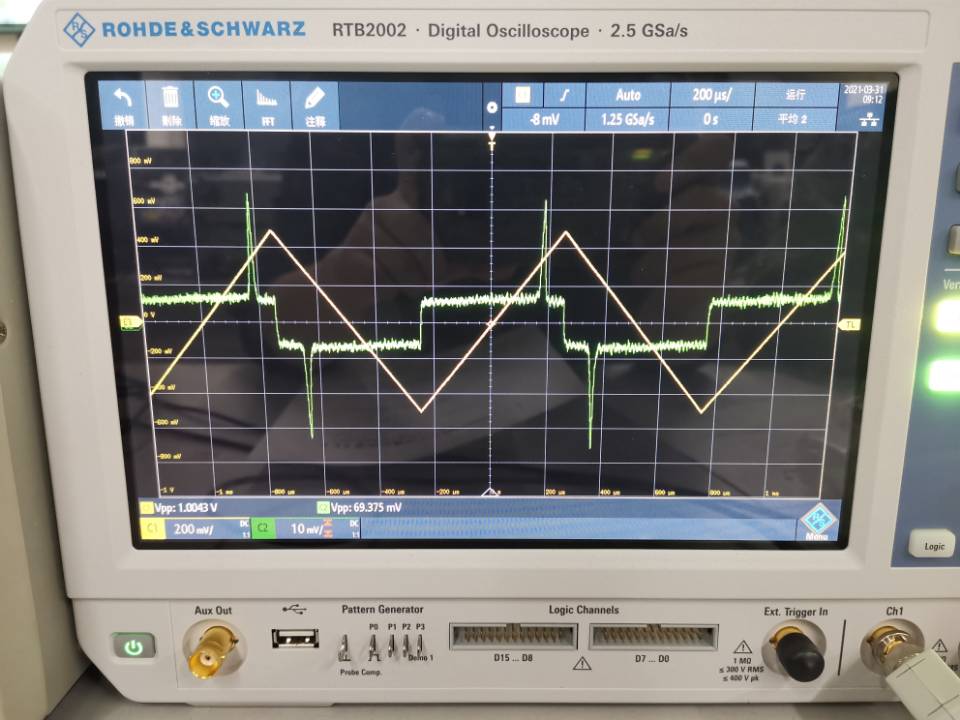 ROHDE&SCHWARZ RTB2002 · Digital Oscilloscope · 2.5 GSa/s
撤销 删除 缩放 FFT 注释
Auto 200 µs/ 运行 2021-03-31
-8 mV 1.25 GSa/s 0 s 平均 2 09:12
T
800 mV
600 mV
400 mV
200 mV
0 V
TL
-200 mV
-400 mV
-600 mV
-800 mV
-1 V -1 ms -800 µs -600 µs -400 µs -200 µs 200 µs 400 µs 600 µs 800 µs 1 ms
Vpp: 1.0043 V Vpp: 69.375 mV
C1 200 mV/ DC 1:1 C2 10 mV/ DC 1:1 Menu
Logic
Aux Out Pattern Generator Logic Channels Ext. Trigger In Ch1
P0 P1 P2 P3
Demo 1
Probe Comp.
D15 ... D8 D7 ... D0
1 MΩ
≤ 300 V RMS
≤ 400 V pk